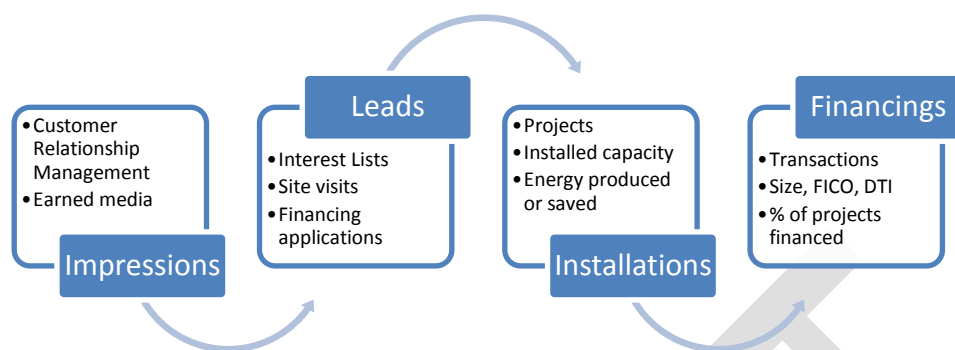 •Customer
Relationship
Management
•Earned media
Impressions
Leads
•Interest Lists
•Site visits
•Financing
applications
•Projects
•Installed capacity
•Energy produced
or saved
Installations
Financings
•Transactions
•Size, FICO, DTI
•% of projects
financed